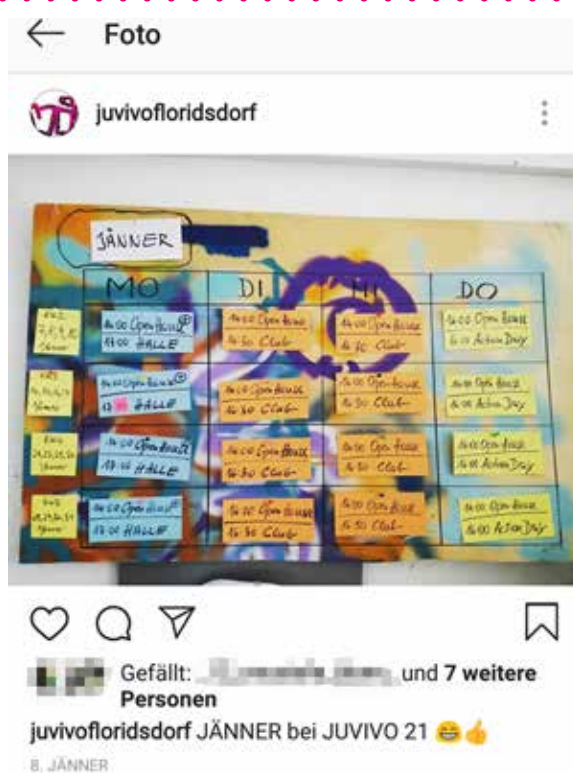 Foto
juvivofloridsdorf
JÄNNER
MO DI MI DO
14:00 Open House 14:00 Open House 14:00 Open House 14:00 Open House
17:00 HALLE 16:30 Club 16:30 Club 16:00 Action Day
14:00 Open House 14:00 Open House 14:00 Open House 14:00 Open House
HALLE 16:30 Club 16:30 Club 16:00 Action Day
14:00 Open House 14:00 Open House 14:00 Open House 14:00 Open House
17:00 HALLE 16:30 Club 16:30 Club 16:00 Action Day
14:00 Open House 14:00 Open House 14:00 Open House 14:00 Open House
17:00 HALLE 16:30 Club 16:30 Club 16:00 Action Day
Gefällt: und 7 weitere
Personen
juvivofloridsdorf JÄNNER bei JUVIVO 21 😄👍
8. JÄNNER